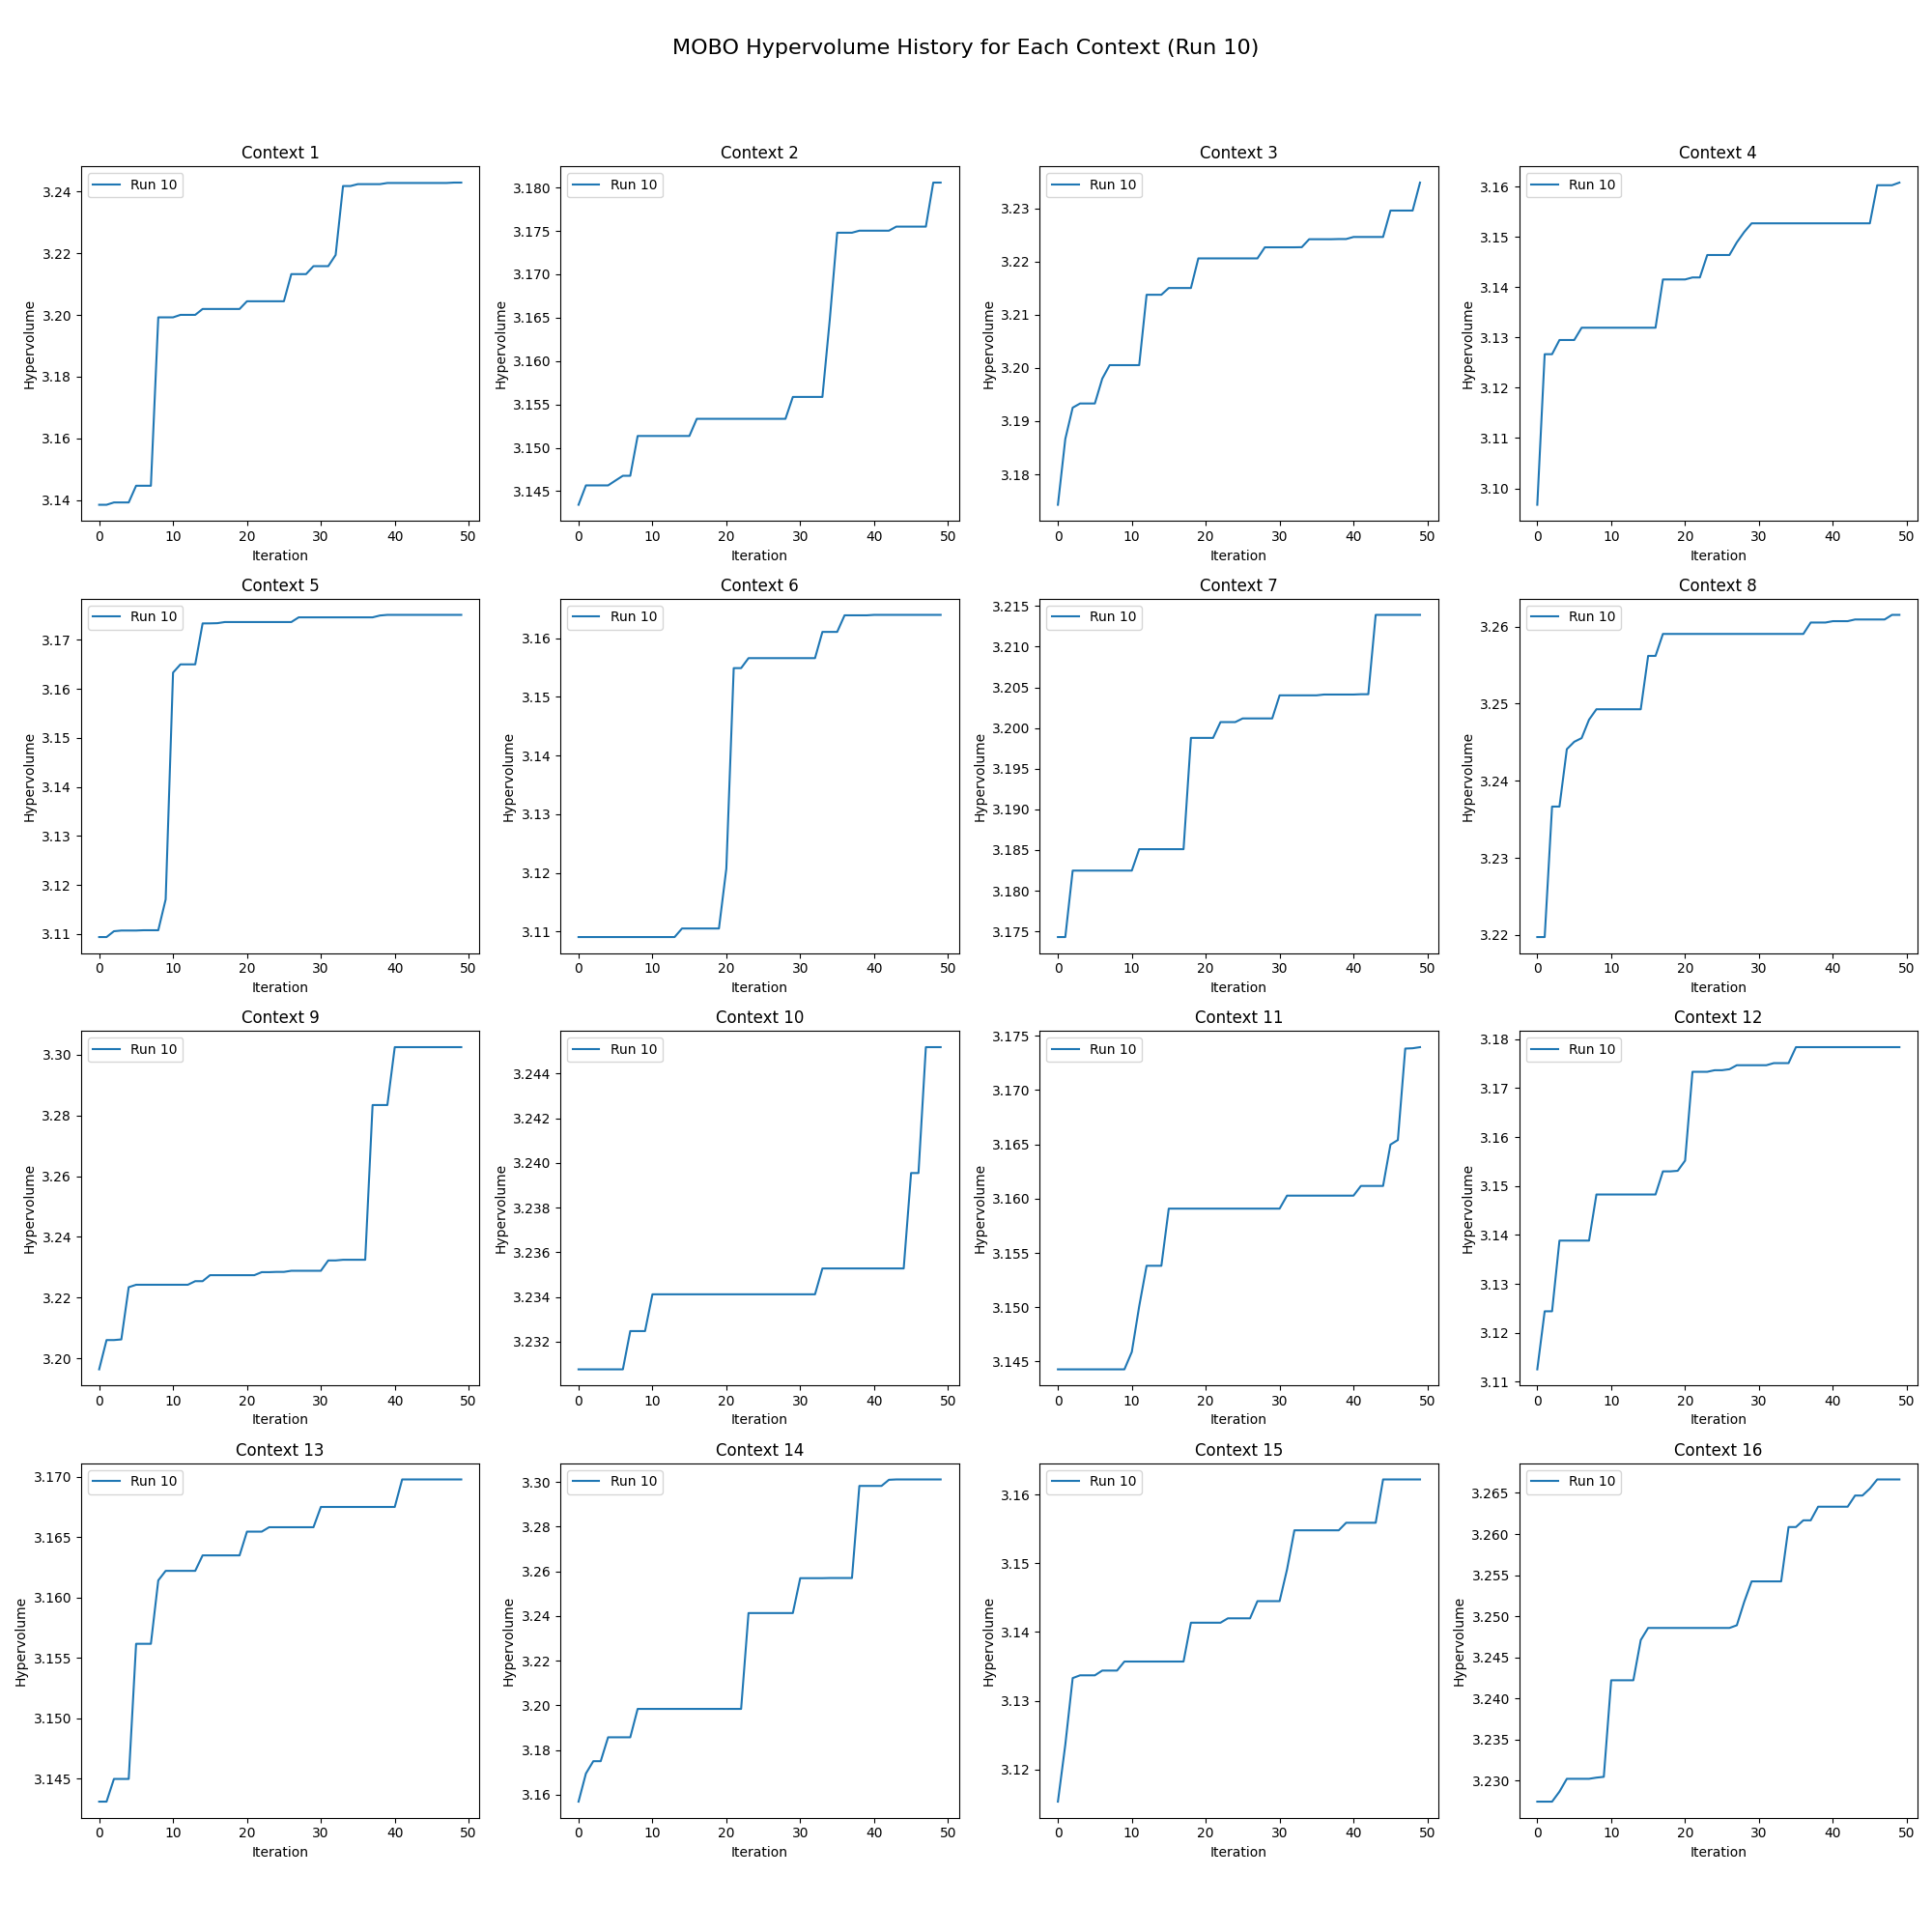 MOBO Hypervolume History for Each Context (Run 10)
Context 1
Run 10
3.24
3.22
3.20
3.18
3.16
3.14
Hypervolume
0 10 20 30 40 50
Iteration
Context 2
Run 10
3.180
3.175
3.170
3.165
3.160
3.155
3.150
3.145
Hypervolume
0 10 20 30 40 50
Iteration
Context 3
Run 10
3.23
3.22
3.21
3.20
3.19
3.18
Hypervolume
0 10 20 30 40 50
Iteration
Context 4
Run 10
3.16
3.15
3.14
3.13
3.12
3.11
3.10
Hypervolume
0 10 20 30 40 50
Iteration
Context 5
Run 10
3.17
3.16
3.15
3.14
3.13
3.12
3.11
Hypervolume
0 10 20 30 40 50
Iteration
Context 6
Run 10
3.16
3.15
3.14
3.13
3.12
3.11
Hypervolume
0 10 20 30 40 50
Iteration
Context 7
Run 10
3.215
3.210
3.205
3.200
3.195
3.190
3.185
3.180
3.175
Hypervolume
0 10 20 30 40 50
Iteration
Context 8
Run 10
3.26
3.25
3.24
3.23
3.22
Hypervolume
0 10 20 30 40 50
Iteration
Context 9
Run 10
3.30
3.28
3.26
3.24
3.22
3.20
Hypervolume
0 10 20 30 40 50
Iteration
Context 10
Run 10
3.244
3.242
3.240
3.238
3.236
3.234
3.232
Hypervolume
0 10 20 30 40 50
Iteration
Context 11
Run 10
3.175
3.170
3.165
3.160
3.155
3.150
3.145
Hypervolume
0 10 20 30 40 50
Iteration
Context 12
Run 10
3.18
3.17
3.16
3.15
3.14
3.13
3.12
3.11
Hypervolume
0 10 20 30 40 50
Iteration
Context 13
Run 10
3.170
3.165
3.160
3.155
3.150
3.145
Hypervolume
0 10 20 30 40 50
Iteration
Context 14
Run 10
3.30
3.28
3.26
3.24
3.22
3.20
3.18
3.16
Hypervolume
0 10 20 30 40 50
Iteration
Context 15
Run 10
3.16
3.15
3.14
3.13
3.12
Hypervolume
0 10 20 30 40 50
Iteration
Context 16
Run 10
3.265
3.260
3.255
3.250
3.245
3.240
3.235
3.230
Hypervolume
0 10 20 30 40 50
Iteration